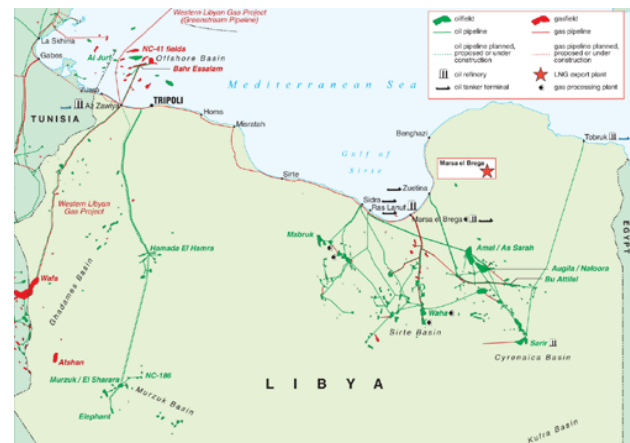 Western Libyan Gas Project
(Greenstream Pipeline)
La Skhira
Gabes
Al Jurf
NC-41 fields
Offshore Basin
Bahr Essalam
Mediterranean Sea
oilfield
gasfield
oil pipeline
gas pipeline
oil pipeline planned,
proposed or under
construction
gas pipeline planned,
proposed or under
construction
oil refinery
LNG export plant
oil tanker terminal
gas processing plant
Zuara
Az Zawiya
TRIPOLI
Homs
Misratah
TUNISIA
Benghazi
Tobruk
Gulf of
Sirte
Marsa el Brega
Sirte
Zuetina
Sidra
Ras Lanuf
Marsa el Brega
EGYPT
Western Libyan
Gas Project
Hamada El Hamra
Mabruk
Amal / As Sarah
Augila / Nafoora
Bu Attifel
Wafa
Ghadames Basin
Waha
Sirte Basin
Sarir
Cyrenaica Basin
Atshan
NC-186
Murzuk / El Sharara
Murzuk Basin
Elephant
LIBYA
Kufra Basin